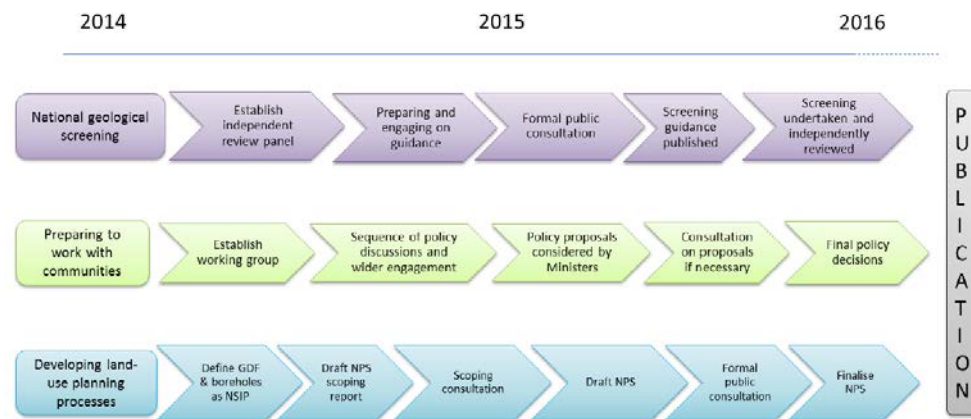 2014 2015 2016
National geological
screening
Establish
independent
review panel
Preparing and
engaging on
guidance
Formal public
consultation
Screening
guidance
published
Screening
undertaken and
independently
reviewed
Preparing to
work with
communities
Establish
working group
Sequence of policy
discussions and
wider engagement
Policy proposals
considered by
Ministers
Consultation
on proposals
if necessary
Final policy
decisions
Developing land-
use planning
processes
Define GDF
& boreholes
as NSIP
Draft NPS
scoping
report
Scoping
consultation
Draft NPS
Formal
public
consultation
Finalise
NPS
PUBLICATION